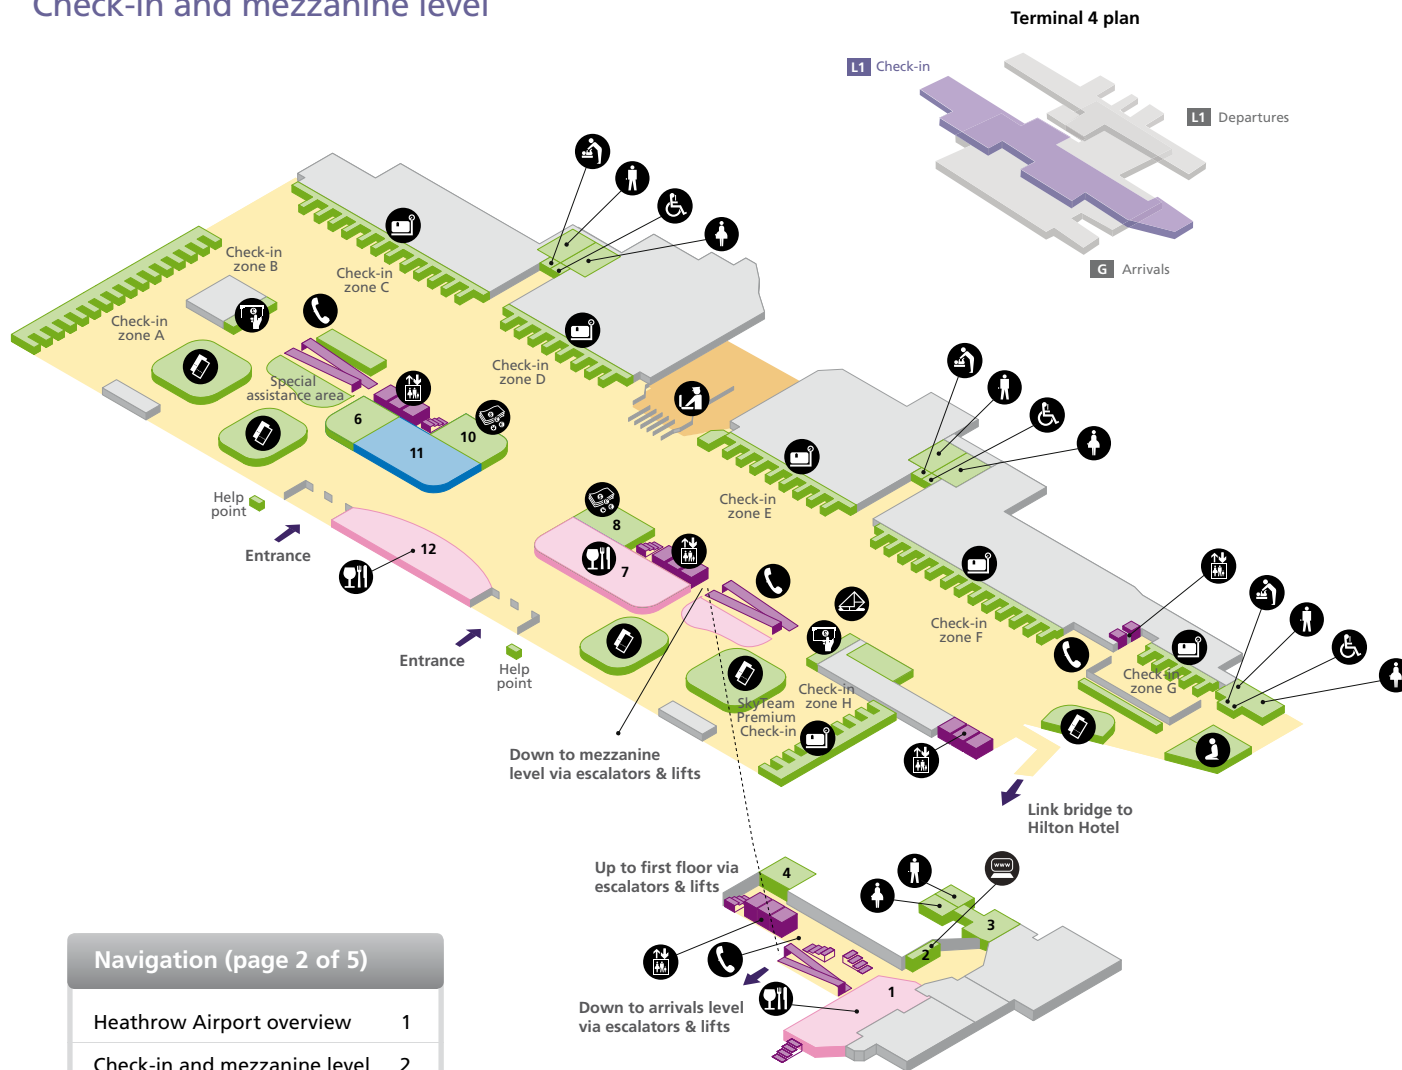 Check-in and mezzanine level
Terminal 4 plan
L1 Check-in
L1 Departures
G Arrivals
Check-in
zone B
Check-in
zone C
Check-in
zone A
Check-in
zone D
Special
assistance area
6
10
11
Help
point
Entrance
12
8
7
Check-in
zone E
Check-in
zone F
Check-in
zone G
Entrance
Help
point
Check-in
zone H
SkyTeam
Premium
Check-in
Down to mezzanine
level via escalators & lifts
Link bridge to
Hilton Hotel
Up to first floor via
escalators & lifts
4
www
3
2
1
Down to arrivals level
via escalators & lifts
Navigation (page 2 of 5)
Heathrow Airport overview 1
Check-in and mezzanine level 2